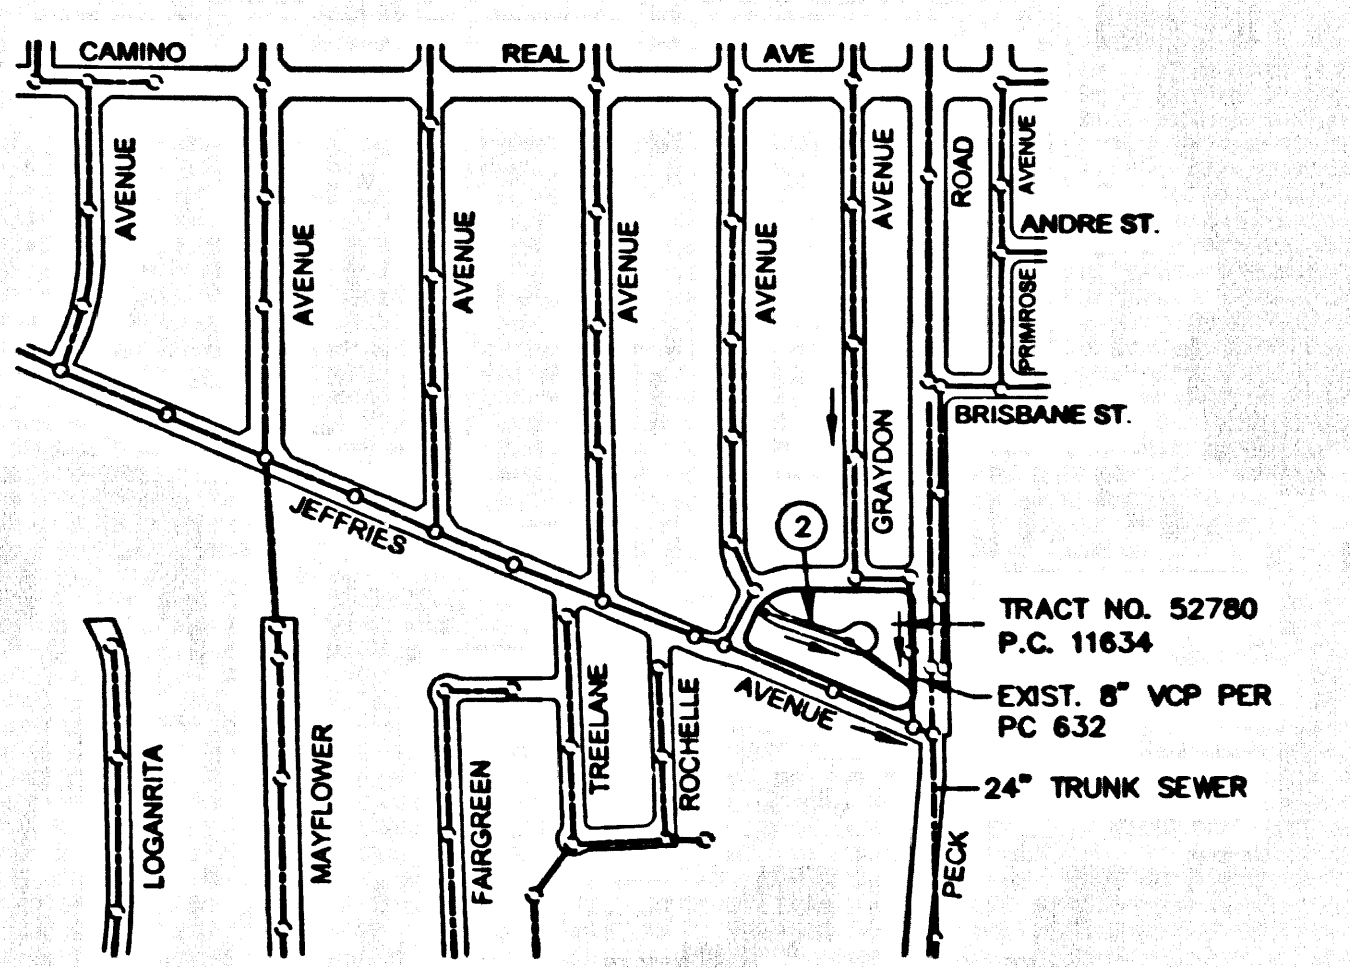 CAMINO REAL AVE
AVENUE
AVENUE
AVENUE
AVENUE
AVENUE
AVENUE
ROAD
AVENUE
ANDRE ST.
PRIMROSE
BRISBANE ST.
GRAYDON
JEFFRIES
2
TRACT NO. 52780
P.C. 11634
EXIST. 8" VCP PER
PC 632
AVENUE
24" TRUNK SEWER
TREELANE
ROCHELLE
LOGANRITA
MAYFLOWER
FAIRGREEN
PECK